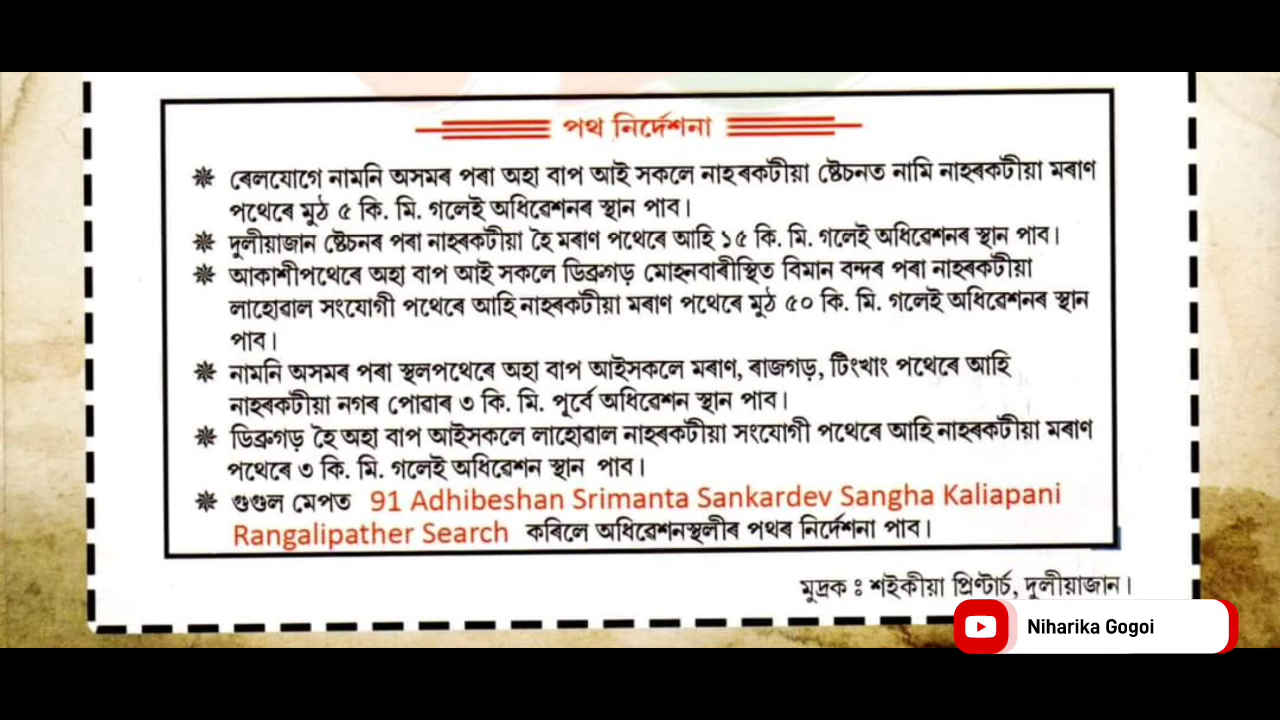 পথ নিৰ্দেশনা
ৰেলযোগে নামনি অসমৰ পৰা অহা বাপ আই সকলে নাহৰকটীয়া ষ্টেচনত নামি নাহৰকটীয়া মৰাণ
পথেৰে মুঠ ৫ কি. মি. গলেই অধিৱেশনৰ স্থান পাব।
দুলীয়াজান ষ্টেচনৰ পৰা নাহৰকটীয়া হৈ মৰাণ পথেৰে আহি ১৫ কি. মি. গলেই অধিৱেশনৰ স্থান পাব।
আকাশীপথেৰে অহা বাপ আই সকলে ডিব্ৰুগড় মোহনবাৰীস্থিত বিমান বন্দৰ পৰা নাহৰকটীয়া
লাহোৱাল সংযোগী পথেৰে আহি নাহৰকটীয়া মৰাণ পথেৰে মুঠ ৫০ কি. মি. গলেই অধিৱেশনৰ স্থান
পাব।
নামনি অসমৰ পৰা স্থলপথেৰে অহা বাপ আইসকলে মৰাণ, ৰাজগড়, টিংখাং পথেৰে আহি
নাহৰকটীয়া নগৰ পোৱাৰ ৩ কি. মি. পূৰ্বে অধিৱেশন স্থান পাব।
ডিব্ৰুগড় হৈ অহা বাপ আইসকলে লাহোৱাল নাহৰকটীয়া সংযোগী পথেৰে আহি নাহৰকটীয়া মৰাণ
পথেৰে ৩ কি. মি. গলেই অধিৱেশন স্থান পাব।
গুগুল মেপত 91 Adhibeshan Srimanta Sankardev Sangha Kaliapani
Rangalipather Search কৰিলে অধিৱেশনস্থলীৰ পথৰ নিৰ্দেশনা পাব।
মুদ্ৰক ঃ শইকীয়া প্ৰিণ্টাৰ্চ, দুলীয়াজান।
Niharika Gogoi